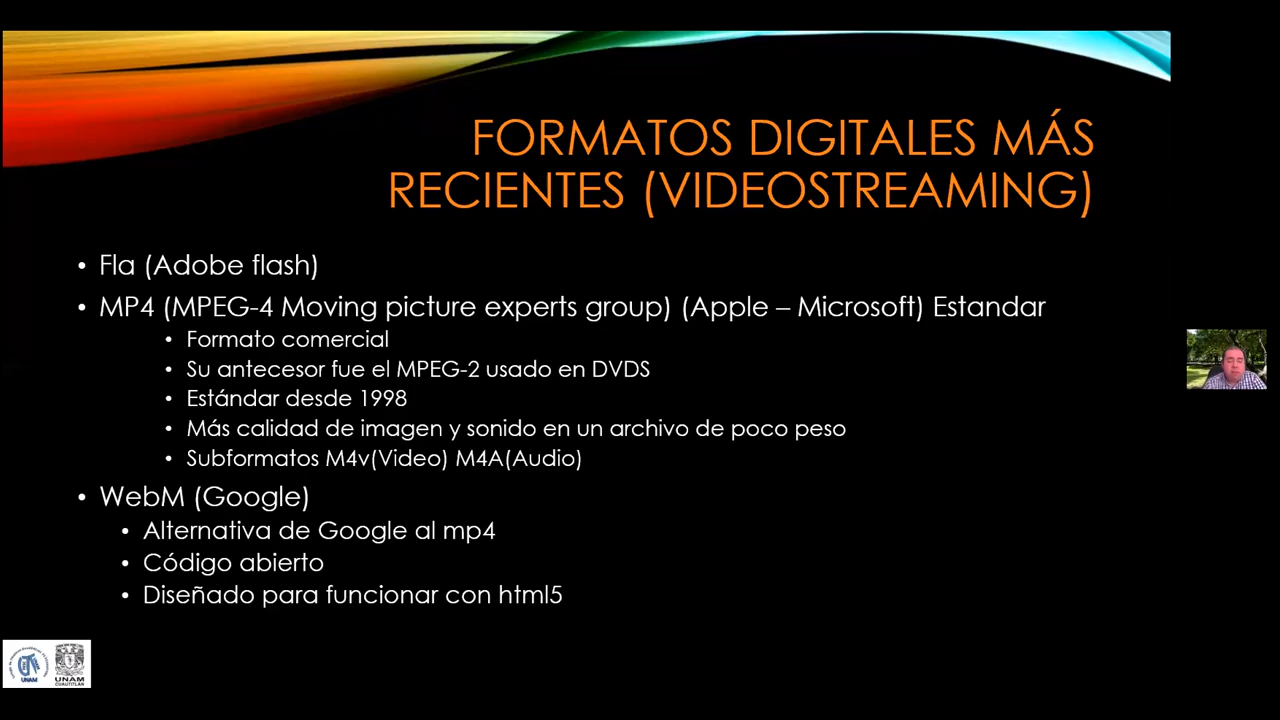 FORMATOS DIGITALES MÁS
RECIENTES (VIDEOSTREAMING)
• Fla (Adobe flash)
• MP4 (MPEG-4 Moving picture experts group) (Apple – Microsoft) Estandar
• Formato comercial
• Su antecesor fue el MPEG-2 usado en DVDS
• Estándar desde 1998
• Más calidad de imagen y sonido en un archivo de poco peso
• Subformatos M4v(Video) M4A(Audio)
• WebM (Google)
• Alternativa de Google al mp4
• Código abierto
• Diseñado para funcionar con html5
UNAM
UNAM
CUAUTITLÁN